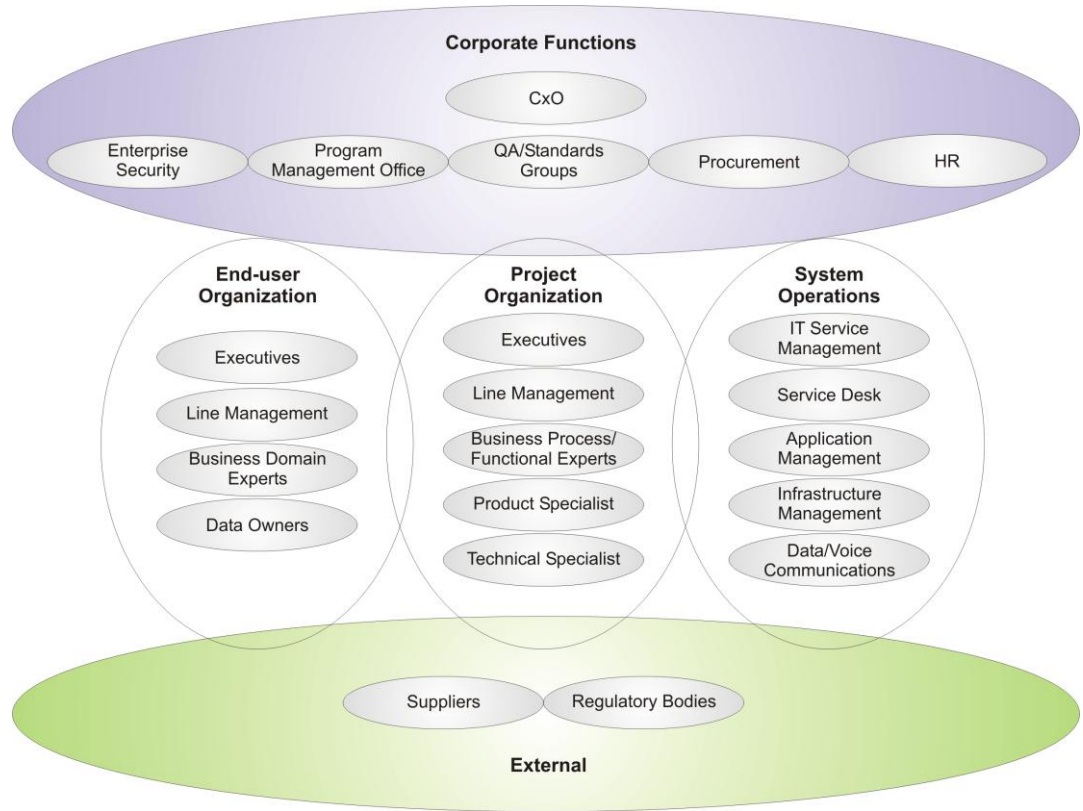 Corporate Functions
CxO
Enterprise
Security
Program
Management Office
QA/Standards
Groups
Procurement
HR
End-user
Organization
Executives
Line Management
Business Domain
Experts
Data Owners
Project
Organization
Executives
Line Management
Business Process/
Functional Experts
Product Specialist
Technical Specialist
System
Operations
IT Service
Management
Service Desk
Application
Management
Infrastructure
Management
Data/Voice
Communications
Suppliers
Regulatory Bodies
External